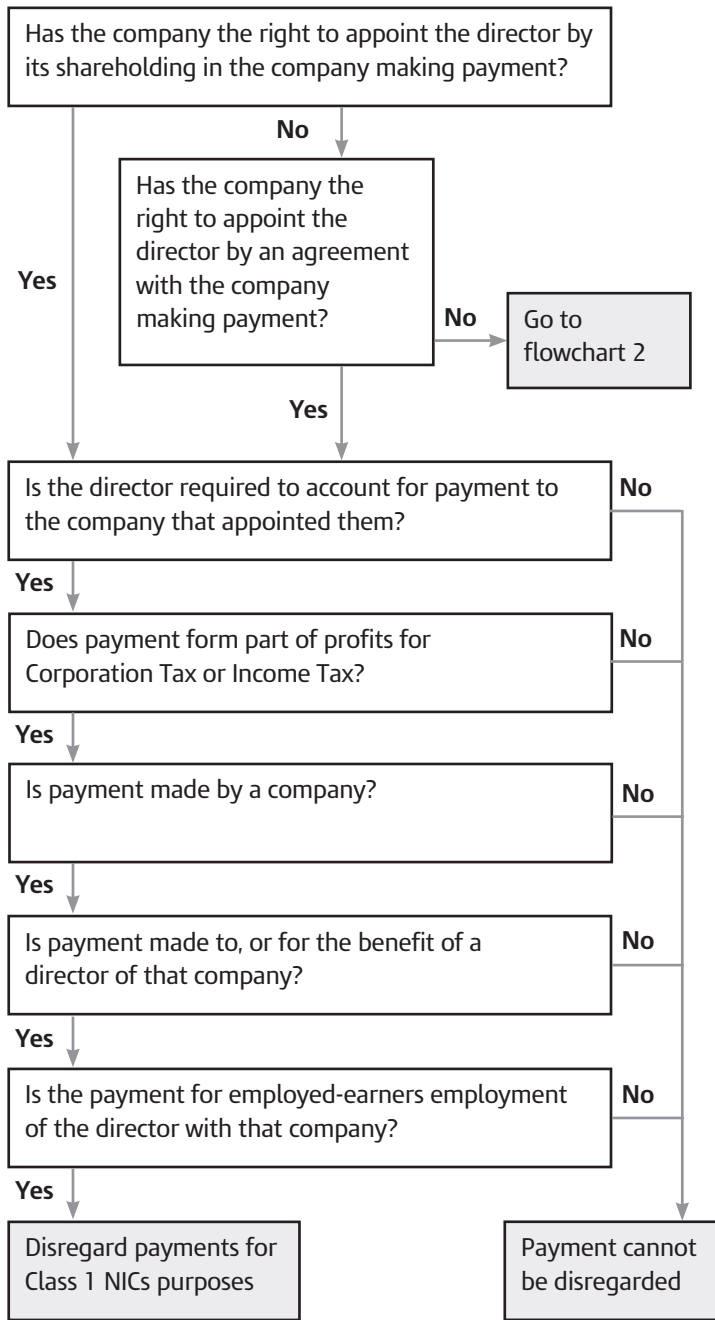 Has the company the right to appoint the director by
its shareholding in the company making payment?
No
Has the company the
right to appoint the
director by an agreement
with the company
making payment?
Yes
No
Go to
flowchart 2
Yes
Is the director required to account for payment to
the company that appointed them?
No
Yes
Does payment form part of profits for
Corporation Tax or Income Tax?
No
Yes
Is payment made by a company?
No
Yes
Is payment made to, or for the benefit of a
director of that company?
No
Yes
Is the payment for employed-earners employment
of the director with that company?
No
Yes
Disregard payments for
Class 1 NICs purposes
Payment cannot
be disregarded